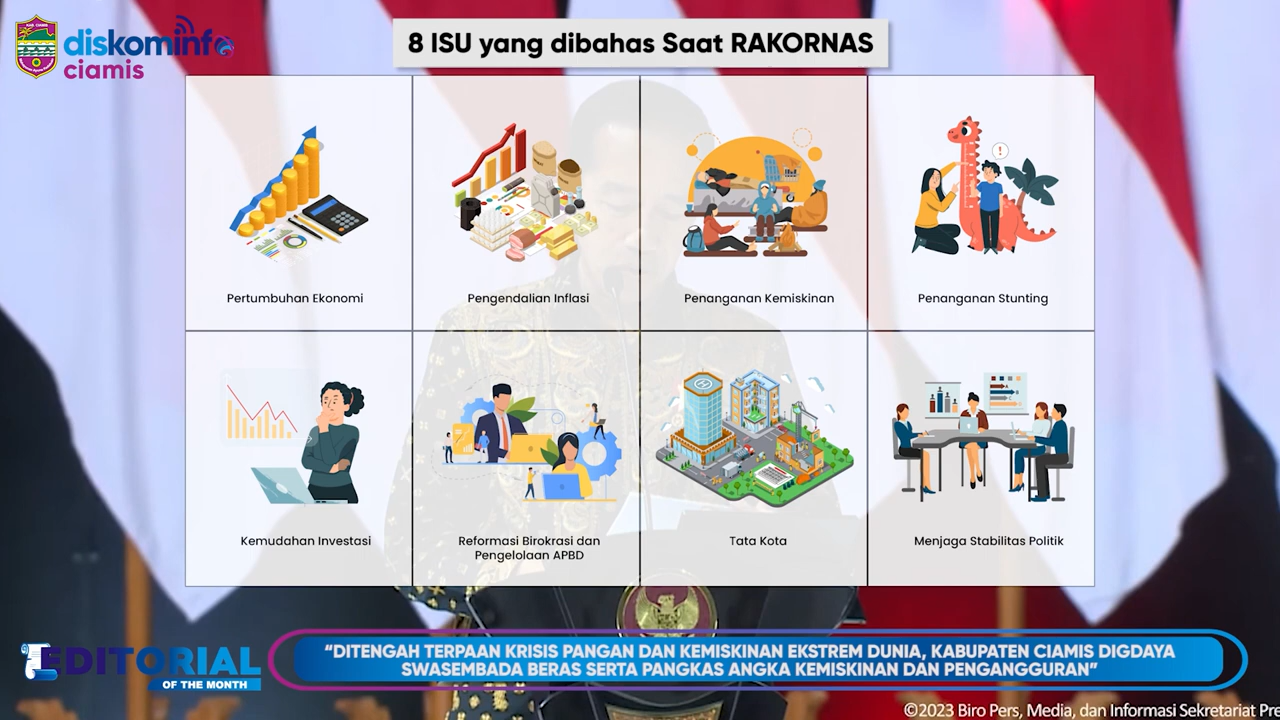 KAB. CIAMIS
diskominfo
ciamis
8 ISU yang dibahas Saat RAKORNAS
Pertumbuhan Ekonomi
Pengendalian Inflasi
Penanganan Kemiskinan
Penanganan Stunting
Kemudahan Investasi
Reformasi Birokrasi dan
Pengelolaan APBD
Tata Kota
Menjaga Stabilitas Politik
EDITORIAL
OF THE MONTH
“DITENGAH TERPAAN KRISIS PANGAN DAN KEMISKINAN EKSTREM DUNIA, KABUPATEN CIAMIS DIGDAYA
SWASEMBADA BERAS SERTA PANGKAS ANGKA KEMISKINAN DAN PENGANGGURAN”
©2023 Biro Pers, Media, dan Informasi Sekretariat Pre